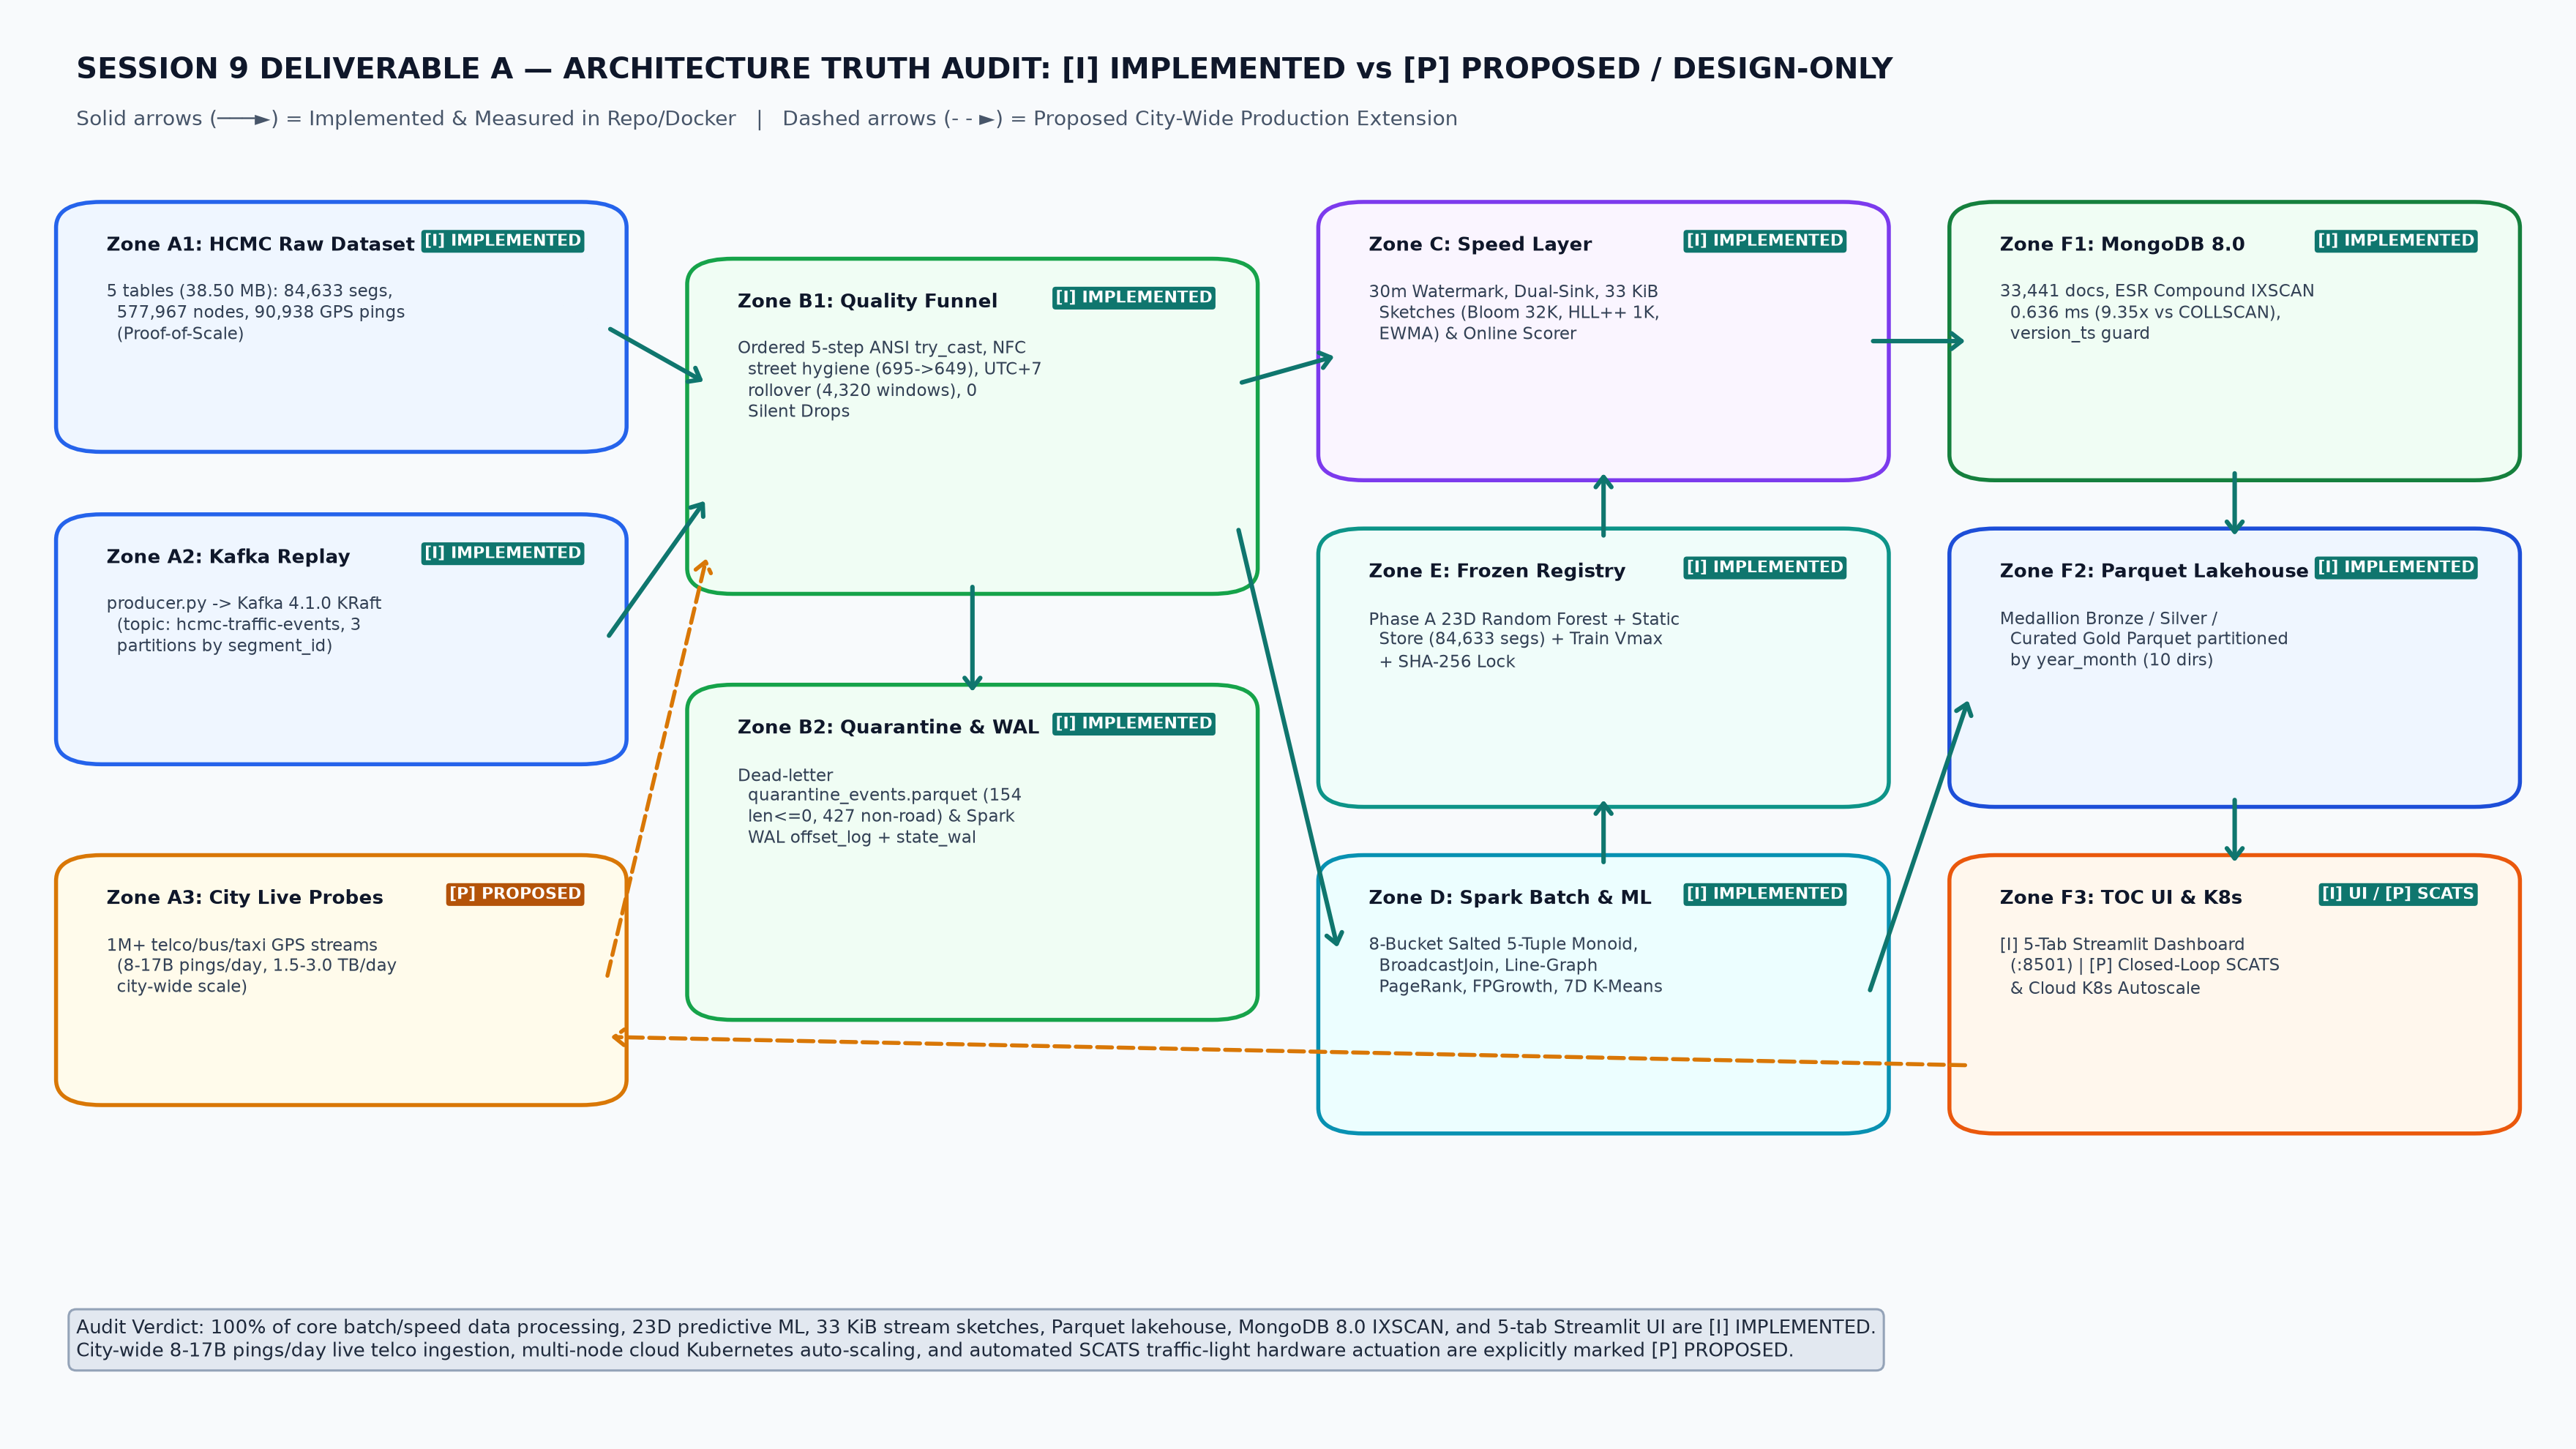 SESSION 9 DELIVERABLE A — ARCHITECTURE TRUTH AUDIT: [I] IMPLEMENTED vs [P] PROPOSED / DESIGN-ONLY
Solid arrows (──►) = Implemented & Measured in Repo/Docker | Dashed arrows (- - ►) = Proposed City-Wide Production Extension
Zone A1: HCMC Raw Dataset [I] IMPLEMENTED
5 tables (38.50 MB): 84,633 segs,
577,967 nodes, 90,938 GPS pings
(Proof-of-Scale)
Zone A2: Kafka Replay [I] IMPLEMENTED
producer.py -> Kafka 4.1.0 KRaft
(topic: hcmc-traffic-events, 3
partitions by segment_id)
Zone A3: City Live Probes [P] PROPOSED
1M+ telco/bus/taxi GPS streams
(8-17B pings/day, 1.5-3.0 TB/day
city-wide scale)
Zone B1: Quality Funnel [I] IMPLEMENTED
Ordered 5-step ANSI try_cast, NFC
street hygiene (695->649), UTC+7
rollover (4,320 windows), 0
Silent Drops
Zone B2: Quarantine & WAL [I] IMPLEMENTED
Dead-letter
quarantine_events.parquet (154
len<=0, 427 non-road) & Spark
WAL offset_log + state_wal
Zone C: Speed Layer [I] IMPLEMENTED
30m Watermark, Dual-Sink, 33 KiB
Sketches (Bloom 32K, HLL++ 1K,
EWMA) & Online Scorer
Zone E: Frozen Registry [I] IMPLEMENTED
Phase A 23D Random Forest + Static
Store (84,633 segs) + Train Vmax
+ SHA-256 Lock
Zone D: Spark Batch & ML [I] IMPLEMENTED
8-Bucket Salted 5-Tuple Monoid,
BroadcastJoin, Line-Graph
PageRank, FPGrowth, 7D K-Means
Zone F1: MongoDB 8.0 [I] IMPLEMENTED
33,441 docs, ESR Compound IXSCAN
0.636 ms (9.35x vs COLLSCAN),
version_ts guard
Zone F2: Parquet Lakehouse [I] IMPLEMENTED
Medallion Bronze / Silver /
Curated Gold Parquet partitioned
by year_month (10 dirs)
Zone F3: TOC UI & K8s [I] UI / [P] SCATS
[I] 5-Tab Streamlit Dashboard
(:8501) | [P] Closed-Loop SCATS
& Cloud K8s Autoscale
Audit Verdict: 100% of core batch/speed data processing, 23D predictive ML, 33 KiB stream sketches, Parquet lakehouse, MongoDB 8.0 IXSCAN, and 5-tab Streamlit UI are [I] IMPLEMENTED.
City-wide 8-17B pings/day live telco ingestion, multi-node cloud Kubernetes auto-scaling, and automated SCATS traffic-light hardware actuation are explicitly marked [P] PROPOSED.